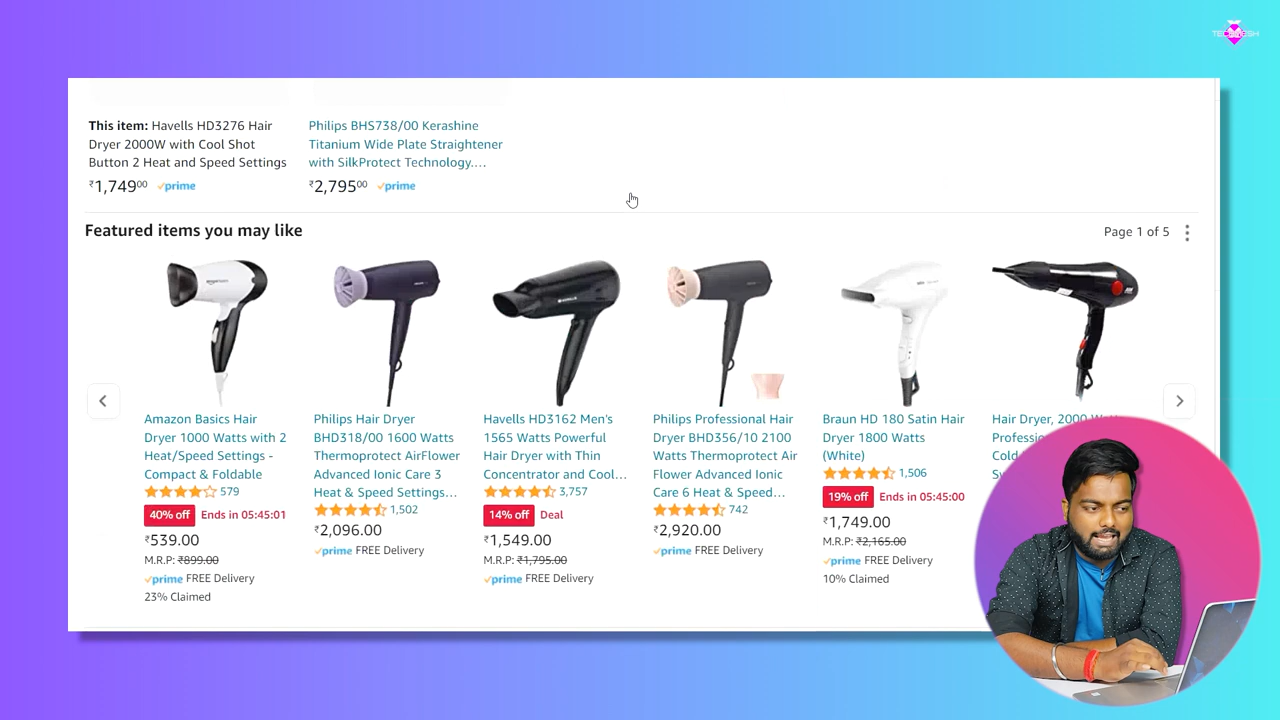 This item: Havells HD3276 Hair
Dryer 2000W with Cool Shot
Button 2 Heat and Speed Settings
₹1,74900 prime
Philips BHS738/00 Kerashine
Titanium Wide Plate Straightener
with SilkProtect Technology....
₹2,79500 prime
Featured items you may like
Page 1 of 5
Amazon Basics Hair
Dryer 1000 Watts with 2
Heat/Speed Settings -
Compact & Foldable
579
40% off Ends in 05:45:01
₹539.00
M.R.P: ₹899.00
prime FREE Delivery
23% Claimed
Philips Hair Dryer
BHD318/00 1600 Watts
Thermoprotect AirFlower
Advanced Ionic Care 3
Heat & Speed Settings...
1,502
₹2,096.00
prime FREE Delivery
Havells HD3162 Men's
1565 Watts Powerful
Hair Dryer with Thin
Concentrator and Cool...
3,757
14% off Deal
₹1,549.00
M.R.P: ₹1,795.00
prime FREE Delivery
Philips Professional Hair
Dryer BHD356/10 2100
Watts Thermoprotect Air
Flower Advanced Ionic
Care 6 Heat & Speed...
742
₹2,920.00
prime FREE Delivery
Braun HD 180 Satin Hair
Dryer 1800 Watts
(White)
1,506
19% off Ends in 05:45:00
₹1,749.00
M.R.P: ₹2,165.00
prime FREE Delivery
10% Claimed
Hair Dryer, 2000